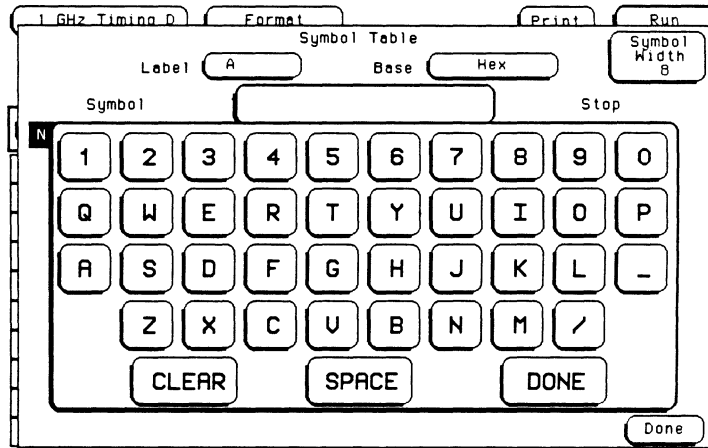 1 GHz Timing D Format Print Run
Symbol Table
Symbol Width 8
Label A Base Hex
Symbol Stop
N
1 2 3 4 5 6 7 8 9 0
Q W E R T Y U I O P
A S D F G H J K L _
Z X C V B N M /
CLEAR SPACE DONE
Done